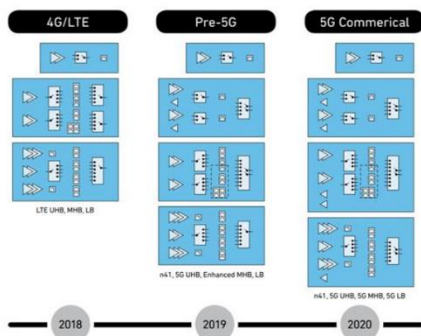 4G/LTE
Pre-5G
5G Commerical
LTE UHB, MHB, LB
n41, 5G UHB, Enhanced MHB, LB
n41, 5G UHB, 5G MHB, 5G LB
2018
2019
2020